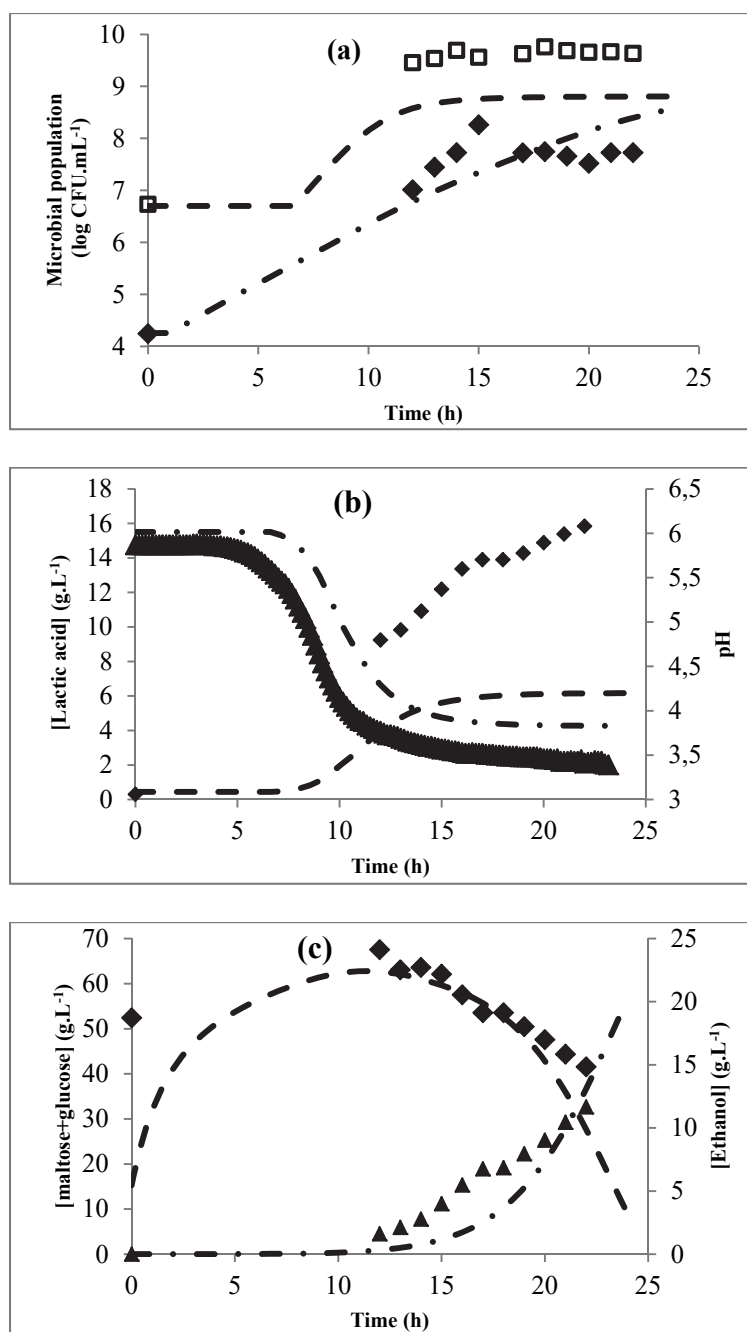 (a)
Microbial population
(log CFU.mL-1)
10
9
8
7
6
5
4
0 5 10 15 20 25
Time (h)
(b)
[Lactic acid] (g.L-1)
18
16
14
12
10
8
6
4
2
0
6,5
6
5,5
5
4,5
4
3,5
3
pH
0 5 10 15 20 25
Time (h)
(c)
[maltose+glucose] (g.L-1)
70
60
50
40
30
20
10
0
25
20
15
10
5
0
[Ethanol] (g.L-1)
0 5 10 15 20 25
Time (h)